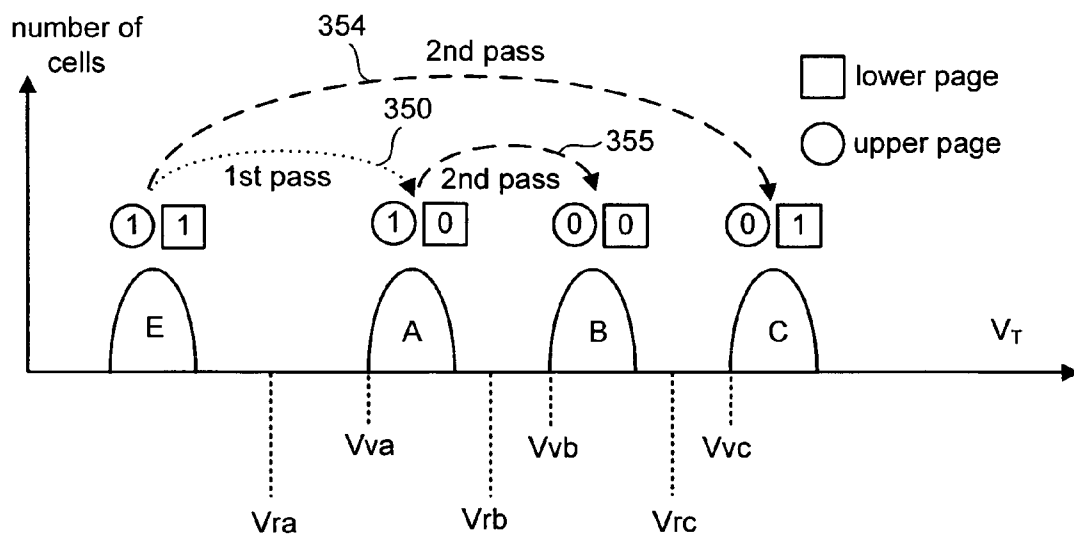 number of
cells
354
2nd pass
lower page
350
355
upper page
1st pass
2nd pass
1 1
1 0
0 0
0 1
E
A
B
C
V_T
Vva
Vvb
Vvc
Vra
Vrb
Vrc